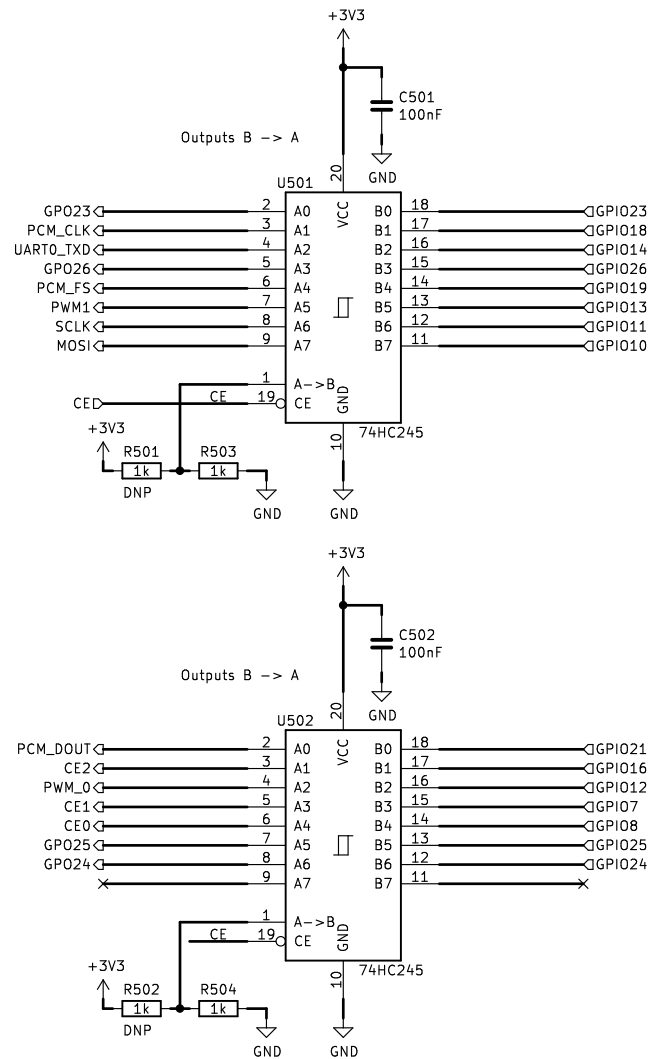 +3V3
C501
100nF
GND
Outputs B -> A
U501
20
VCC
GPO23 2 A0 B0 18 GPIO23
PCM_CLK 3 A1 B1 17 GPIO18
UART0_TXD 4 A2 B2 16 GPIO14
GPO26 5 A3 B3 15 GPIO26
PCM_FS 6 A4 B4 14 GPIO19
PWM1 7 A5 B5 13 GPIO13
SCLK 8 A6 B6 12 GPIO11
MOSI 9 A7 B7 11 GPIO10
1 A->B
CE CE 19 CE
GND
10
74HC245
+3V3
R501 R503
1k 1k
DNP
GND GND
+3V3
C502
100nF
GND
Outputs B -> A
U502
20
VCC
PCM_DOUT 2 A0 B0 18 GPIO21
CE2 3 A1 B1 17 GPIO16
PWM_0 4 A2 B2 16 GPIO12
CE1 5 A3 B3 15 GPIO7
CE0 6 A4 B4 14 GPIO8
GPO25 7 A5 B5 13 GPIO25
GPO24 8 A6 B6 12 GPIO24
9 A7 B7 11
1 A->B
CE 19 CE
GND
10
74HC245
+3V3
R502 R504
1k 1k
DNP
GND GND